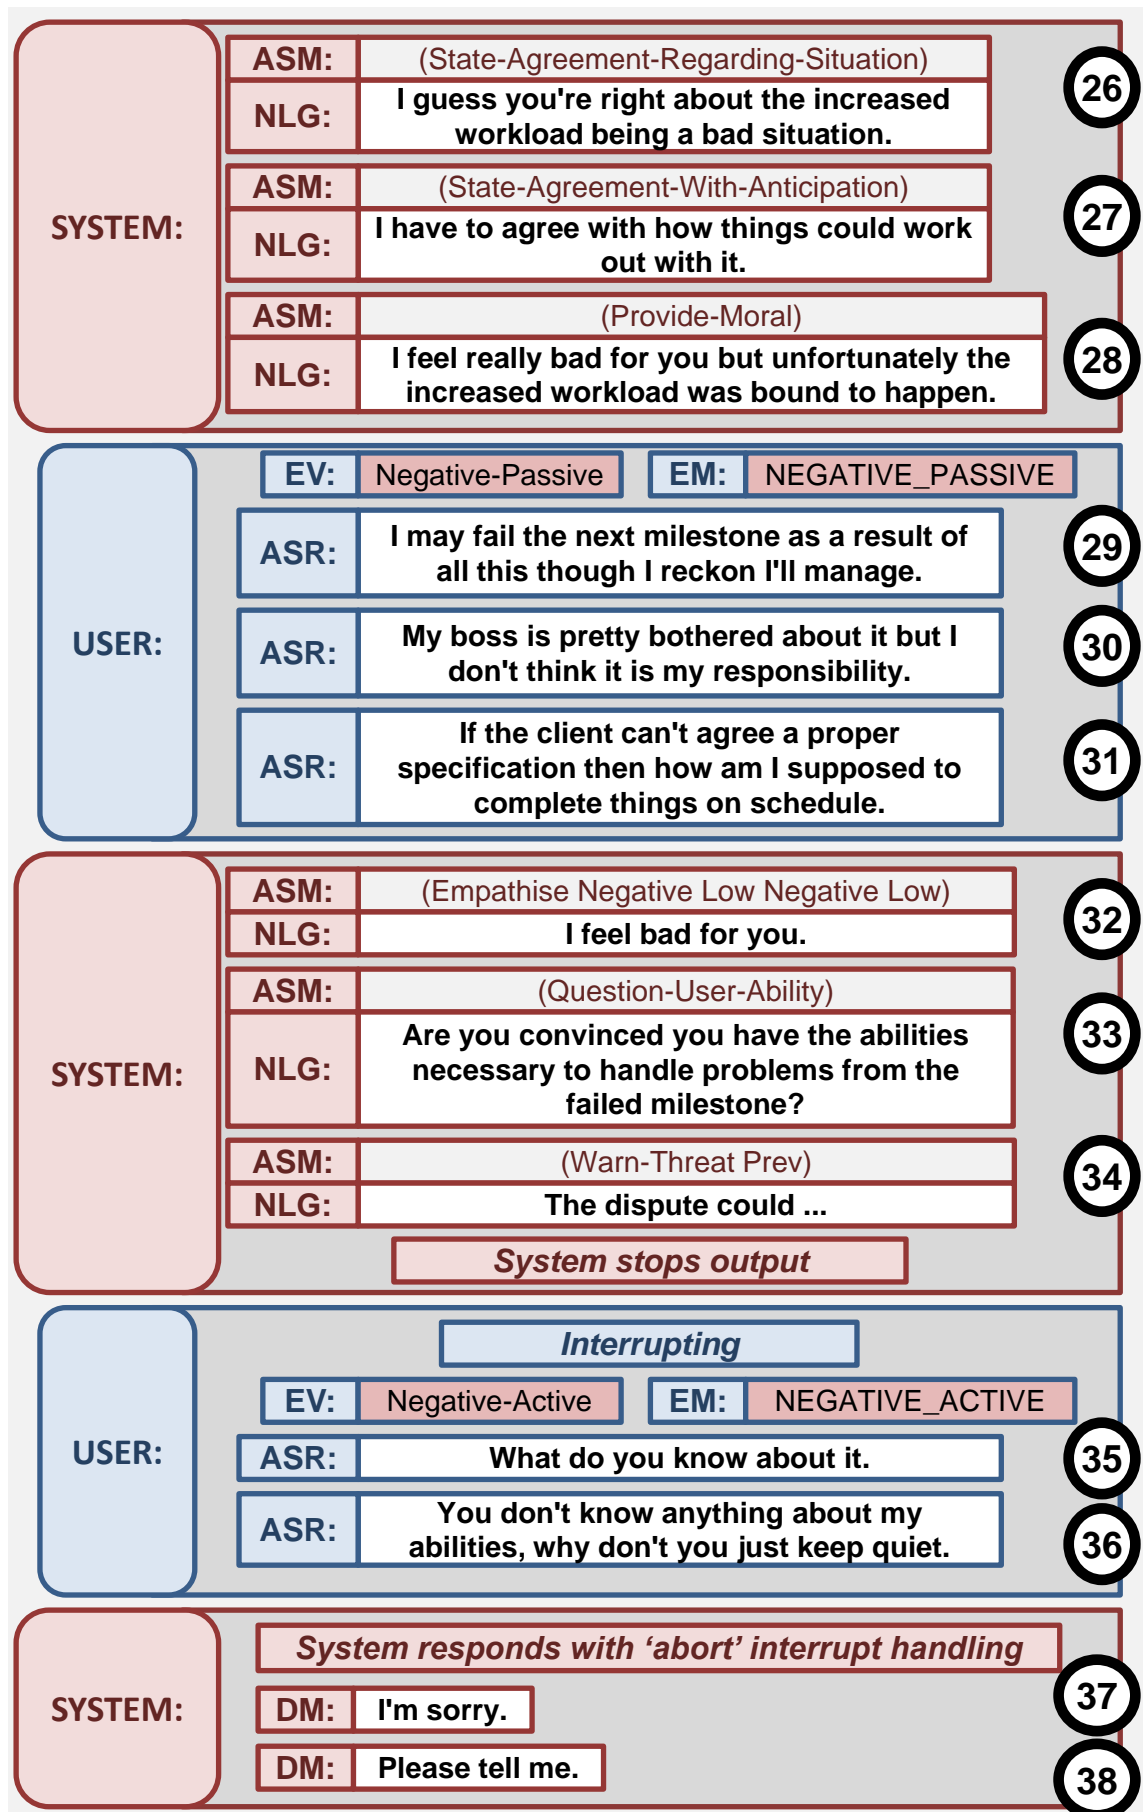 SYSTEM:
ASM: (State-Agreement-Regarding-Situation)
NLG: I guess you're right about the increased
workload being a bad situation.
26
ASM: (State-Agreement-With-Anticipation)
NLG: I have to agree with how things could work
out with it.
27
ASM: (Provide-Moral)
NLG: I feel really bad for you but unfortunately the
increased workload was bound to happen.
28
USER:
EV: Negative-Passive EM: NEGATIVE_PASSIVE
ASR: I may fail the next milestone as a result of
all this though I reckon I'll manage.
29
ASR: My boss is pretty bothered about it but I
don't think it is my responsibility.
30
ASR: If the client can't agree a proper
specification then how am I supposed to
complete things on schedule.
31
SYSTEM:
ASM: (Empathise Negative Low Negative Low)
NLG: I feel bad for you.
32
ASM: (Question-User-Ability)
NLG: Are you convinced you have the abilities
necessary to handle problems from the
failed milestone?
33
ASM: (Warn-Threat Prev)
NLG: The dispute could ...
34
System stops output
USER:
Interrupting
EV: Negative-Active EM: NEGATIVE_ACTIVE
ASR: What do you know about it.
35
ASR: You don't know anything about my
abilities, why don't you just keep quiet.
36
SYSTEM:
System responds with ‘abort’ interrupt handling
DM: I'm sorry.
37
DM: Please tell me.
38